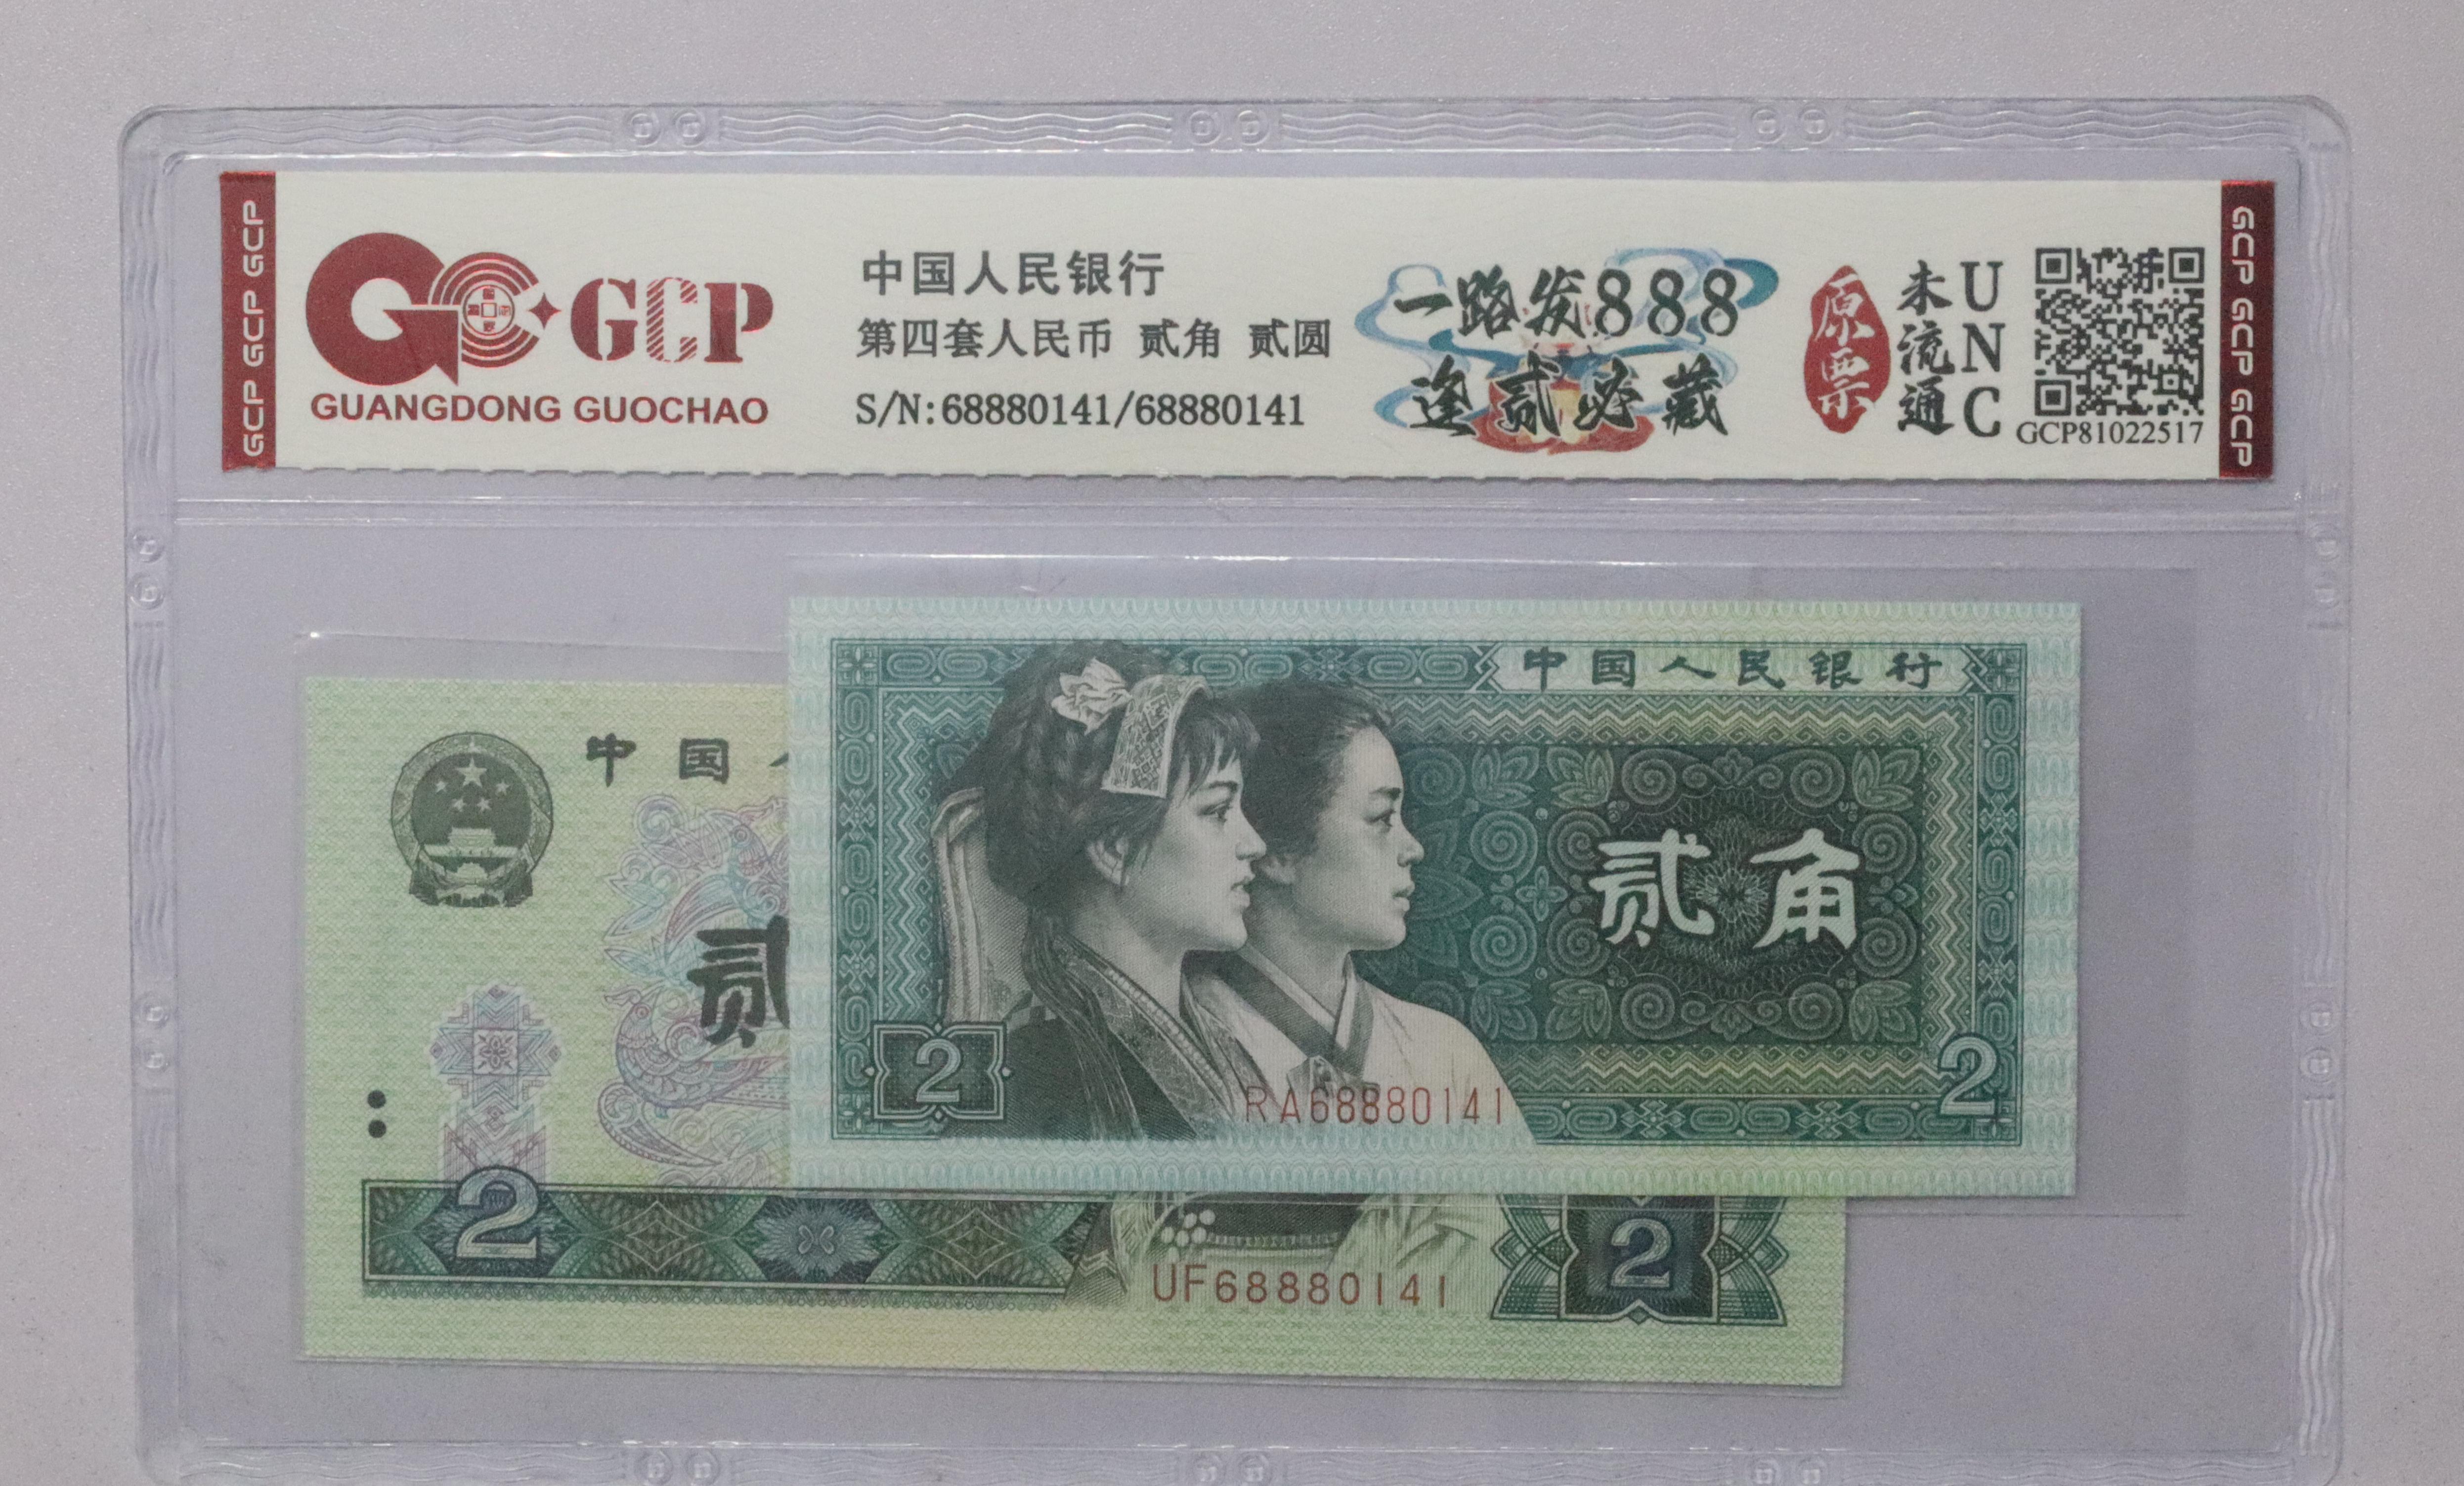 GCP GCP GCP
GCP
GUANGDONG GUOCHAO
中国人民银行
第四套人民币 贰角 贰圆
S/N:68880141/68880141
一路发888
逢贰必藏
原票
未流通
UNC
GCP81022517
GCP GCP GCP
中国人民银行
贰角
2
RA68880141
2
中国
贰
2
UF68880141
2